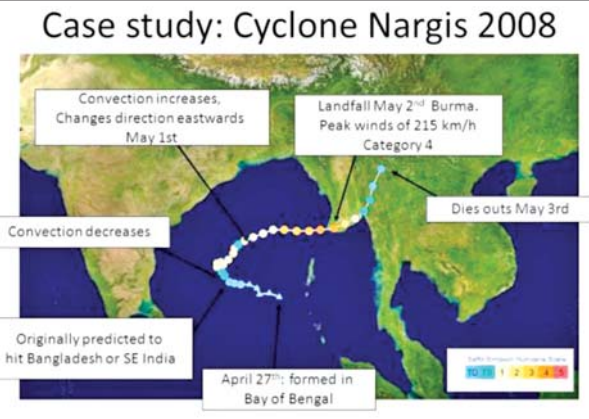 Case study: Cyclone Nargis 2008
Convection increases,
Changes direction eastwards
May 1st
Landfall May 2nd Burma.
Peak winds of 215 km/h
Category 4
Dies outs May 3rd
Convection decreases
Originally predicted to
hit Bangladesh or SE India
April 27th: formed in
Bay of Bengal
TD TS 1 2 3 4 5